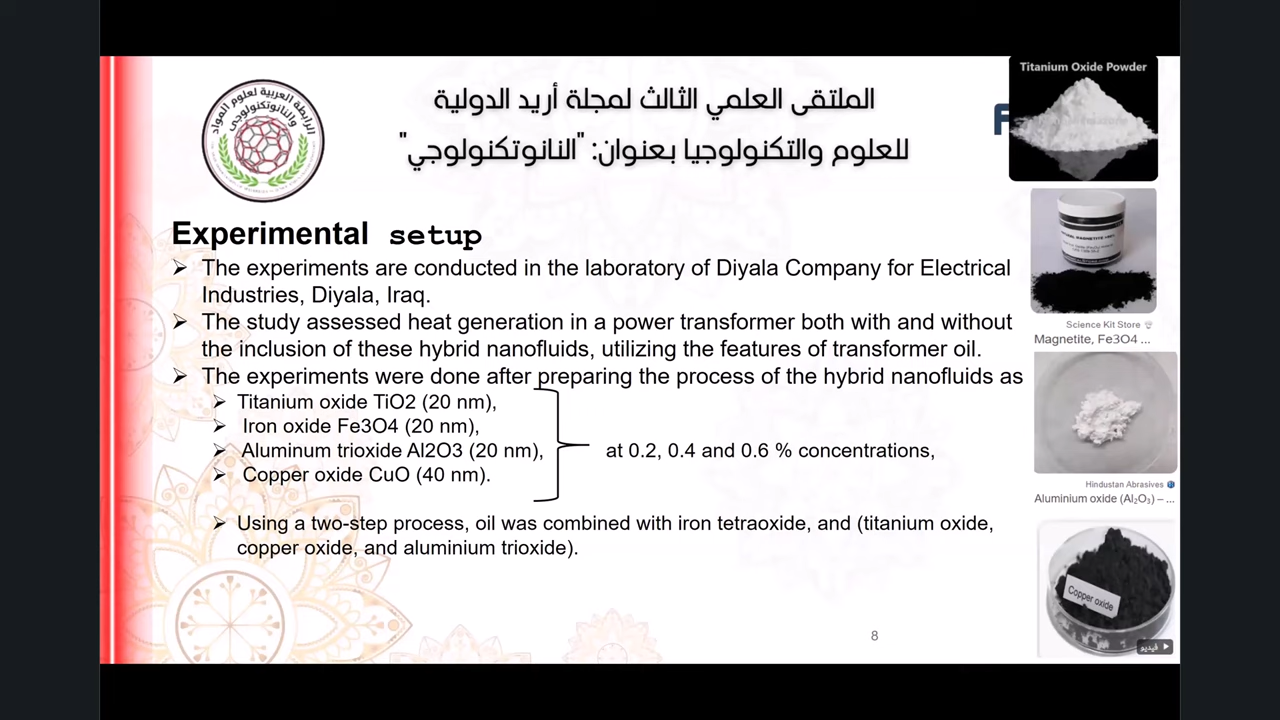 الرابطة العربية لعلوم المواد
والنانوتكنولوجي
الملتقى العلمي الثالث لمجلة أريد الدولية
للعلوم والتكنولوجيا بعنوان: "النانوتكنولوجي"
Titanium Oxide Powder
Experimental setup
➢ The experiments are conducted in the laboratory of Diyala Company for Electrical
Industries, Diyala, Iraq.
➢ The study assessed heat generation in a power transformer both with and without
the inclusion of these hybrid nanofluids, utilizing the features of transformer oil.
➢ The experiments were done after preparing the process of the hybrid nanofluids as
➢ Titanium oxide TiO2 (20 nm),
➢ Iron oxide Fe3O4 (20 nm),
➢ Aluminum trioxide Al2O3 (20 nm),
➢ Copper oxide CuO (40 nm).
at 0.2, 0.4 and 0.6 % concentrations,
➢ Using a two-step process, oil was combined with iron tetraoxide, and (titanium oxide,
copper oxide, and aluminium trioxide).
Science Kit Store
Magnetite, Fe3O4 ...
Hindustan Abrasives
Aluminium oxide (Al₂O₃) – ...
Copper oxide
فيديو
8